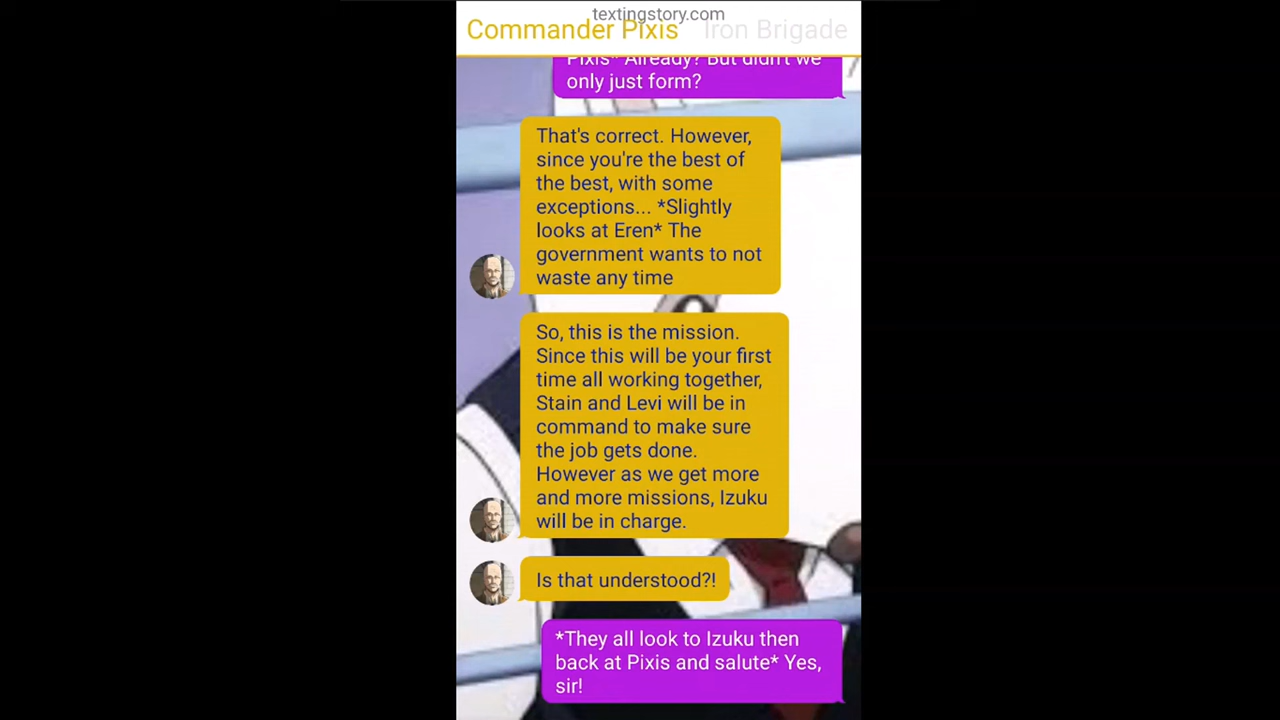 textingstory.com
Commander Pixis Iron Brigade
Pixis* Already? But didn't we
only just form?
That's correct. However,
since you're the best of
the best, with some
exceptions... *Slightly
looks at Eren* The
government wants to not
waste any time
So, this is the mission.
Since this will be your first
time all working together,
Stain and Levi will be in
command to make sure
the job gets done.
However as we get more
and more missions, Izuku
will be in charge.
Is that understood?!
*They all look to Izuku then
back at Pixis and salute* Yes,
sir!